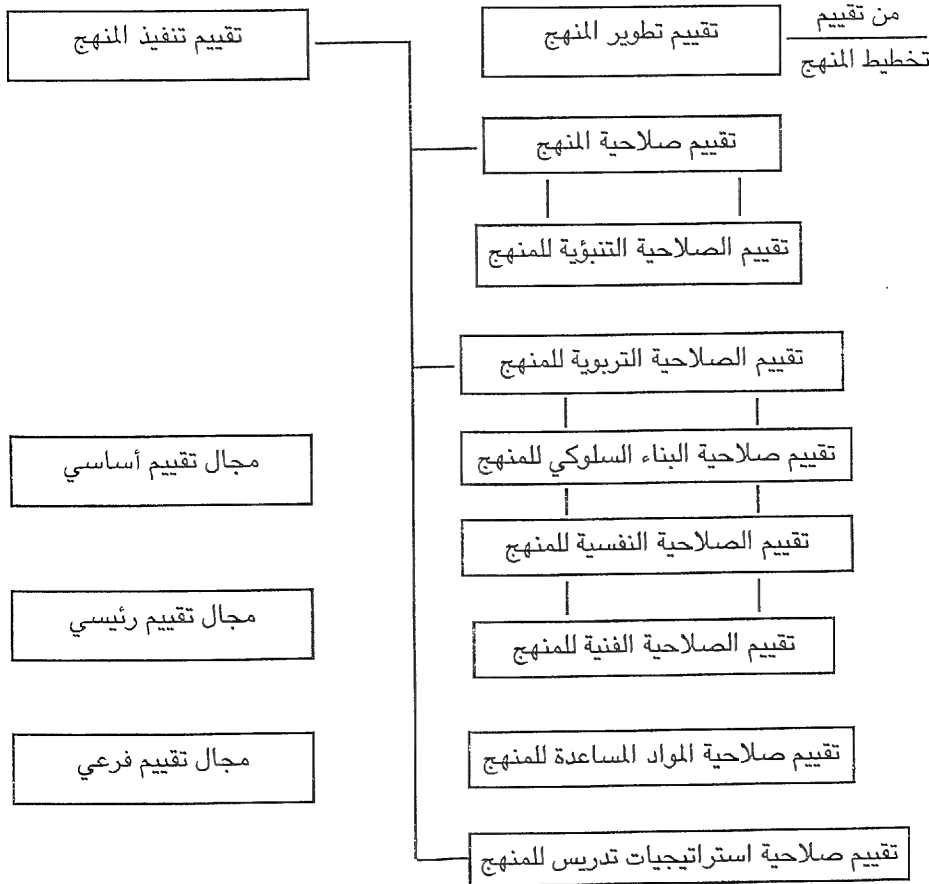 من تقييم
تخطيط المنهج
تقييم تطوير المنهج
تقييم تنفيذ المنهج
تقييم صلاحية المنهج
تقييم الصلاحية التنبؤية للمنهج
تقييم الصلاحية التربوية للمنهج
تقييم صلاحية البناء السلوكي للمنهج
تقييم الصلاحية النفسية للمنهج
تقييم الصلاحية الفنية للمنهج
تقييم صلاحية المواد المساعدة للمنهج
تقييم صلاحية استراتيجيات تدريس للمنهج
مجال تقييم أساسي
مجال تقييم رئيسي
مجال تقييم فرعي